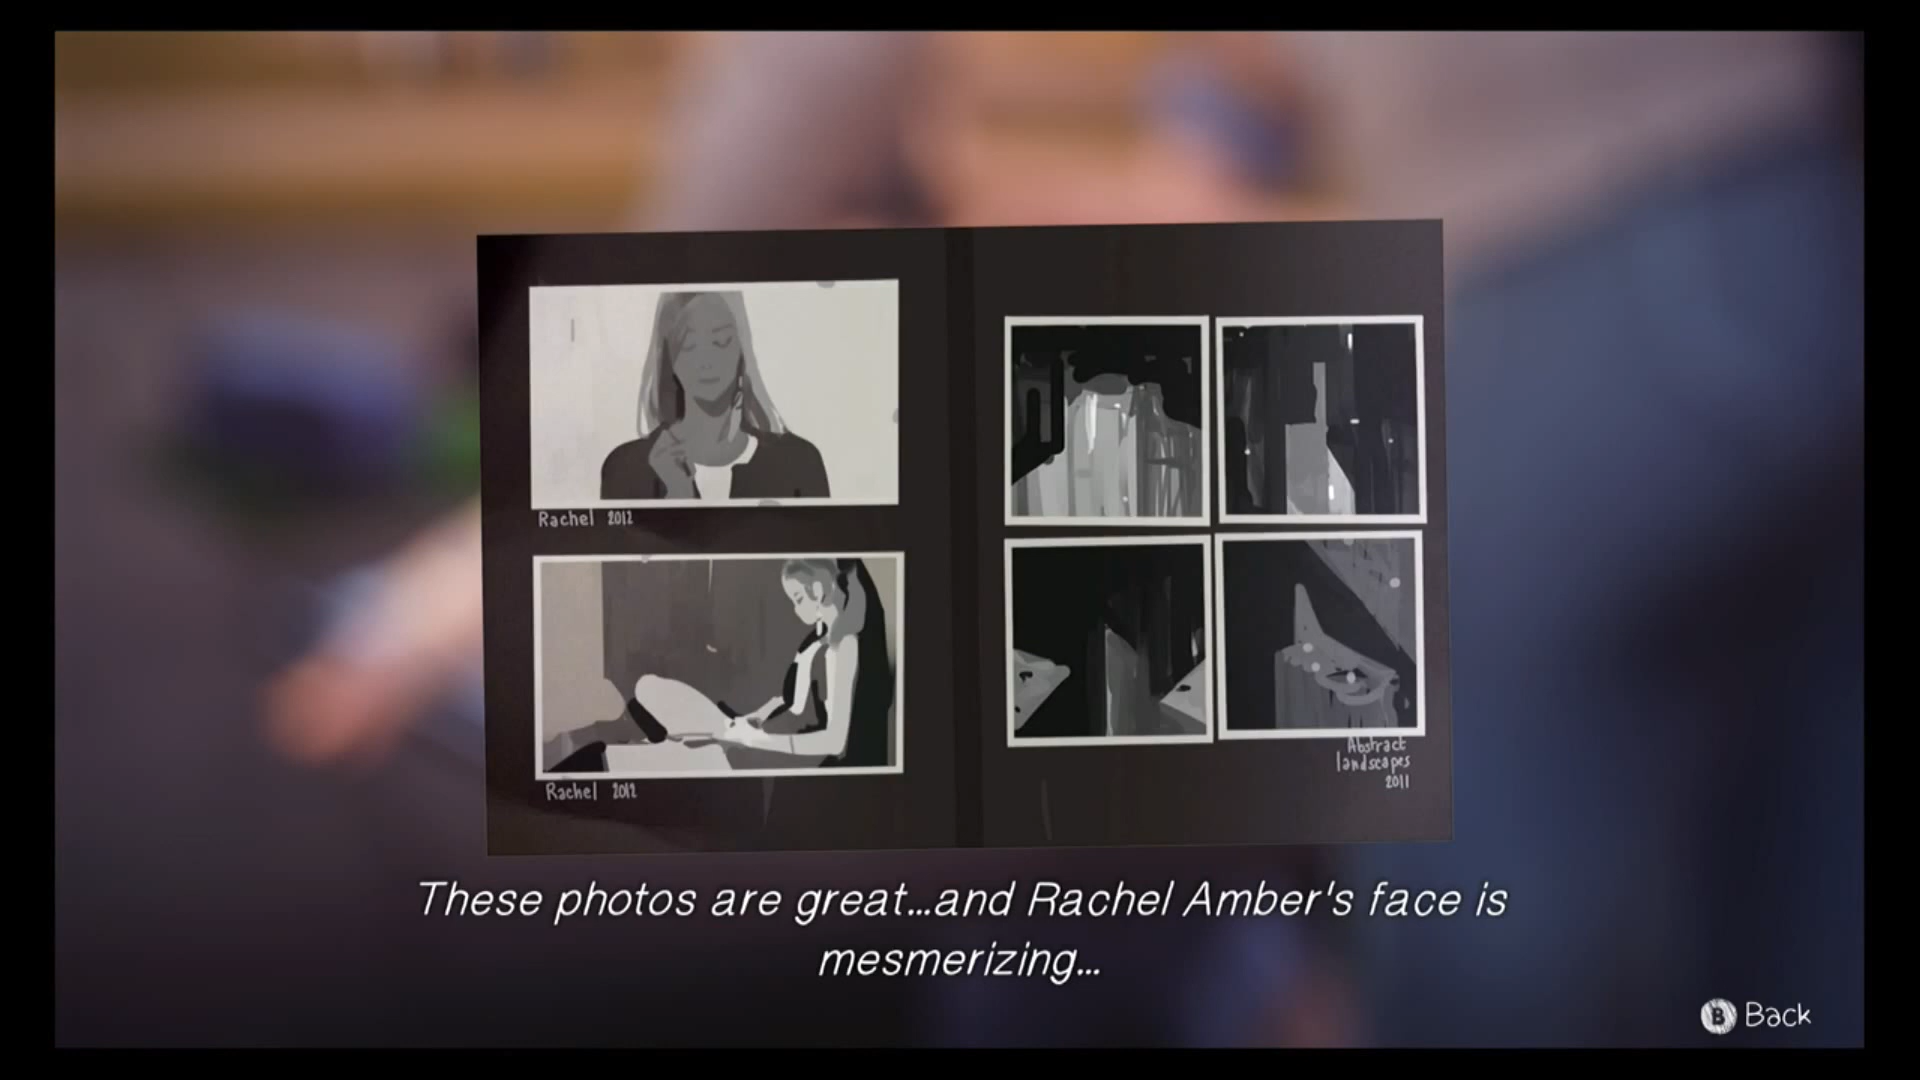 Rachel 2012
Rachel 2012
Abstract
landscapes
2011
These photos are great...and Rachel Amber's face is
mesmerizing...
B Back